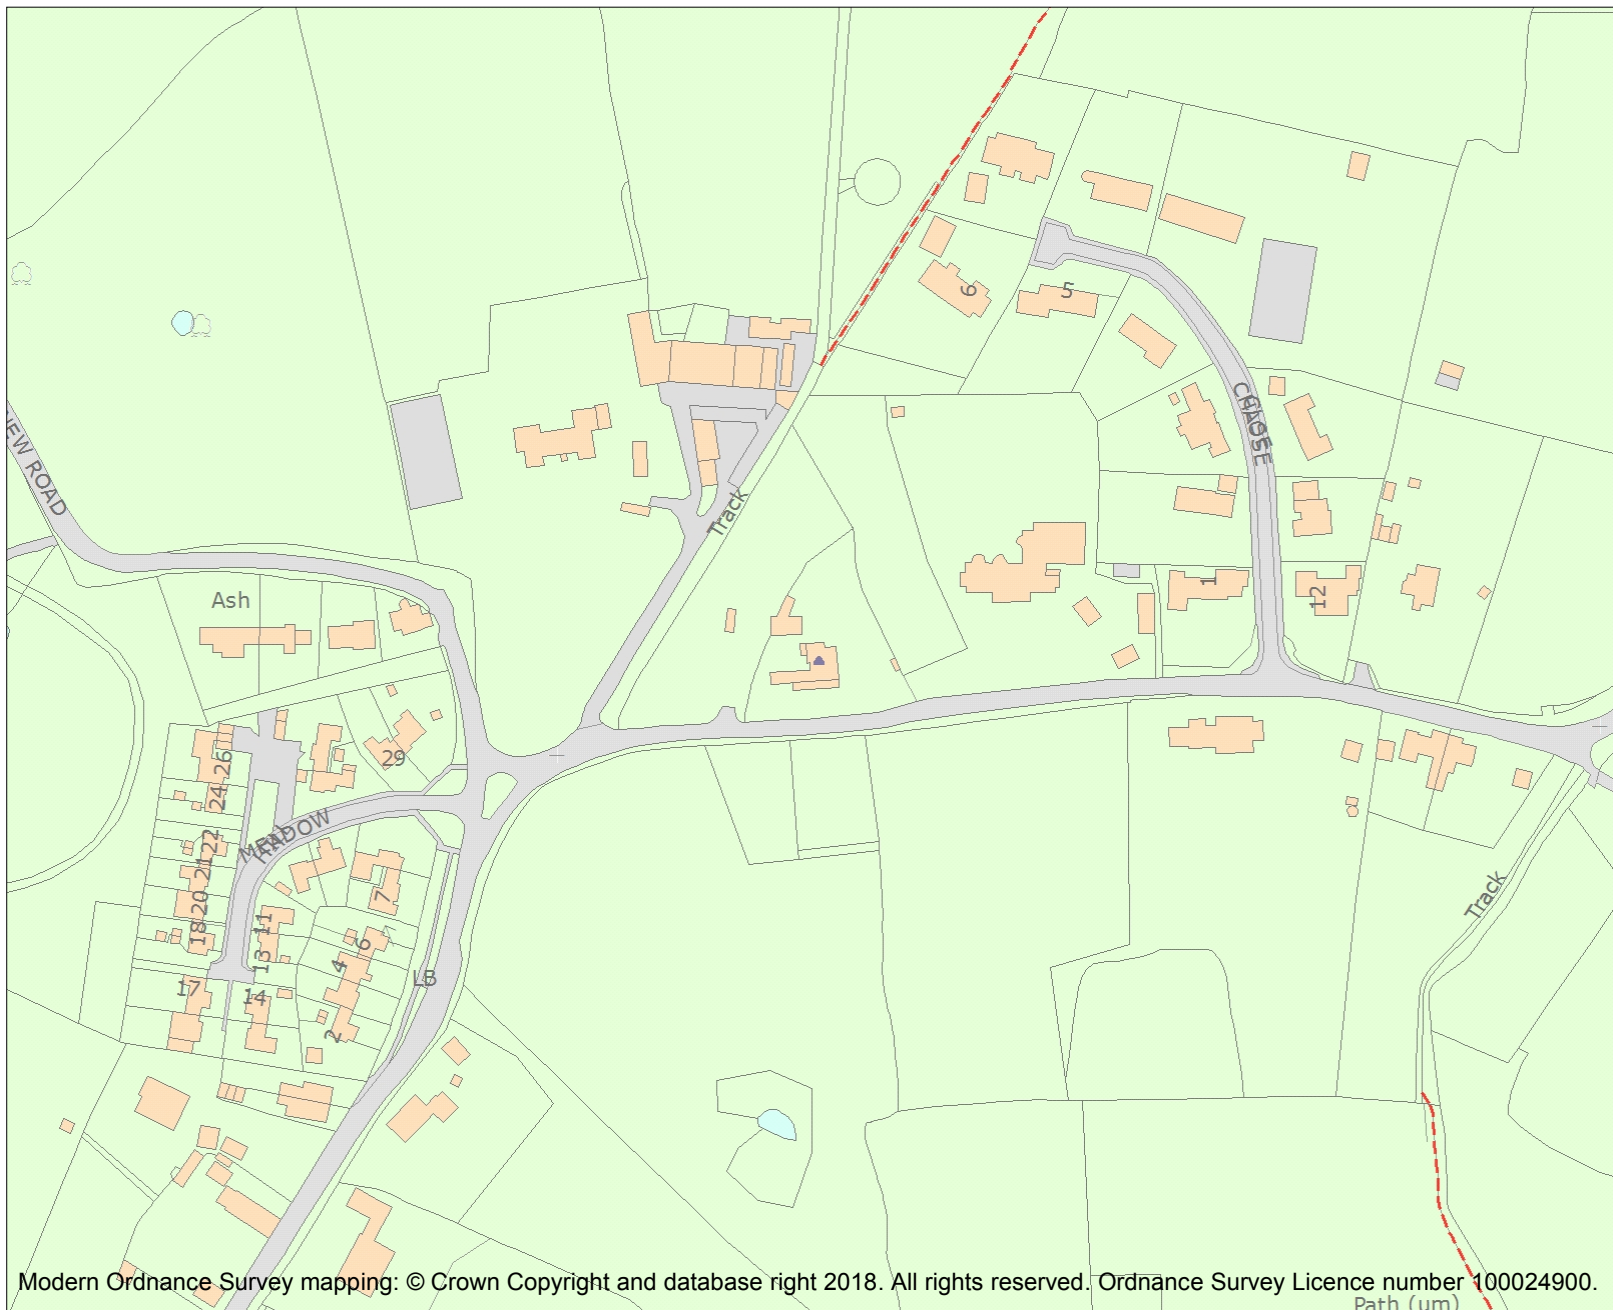 6
5
CHASE
CLOSE
NEW ROAD
Track
Ash
1
12
29
26
24
MEADOW
22
21
7
20
11
18
6
13
4
LB
17
14
2
Track
Modern Ordnance Survey mapping: © Crown Copyright and database right 2018. All rights reserved. Ordnance Survey Licence number 100024900.
Path (um)